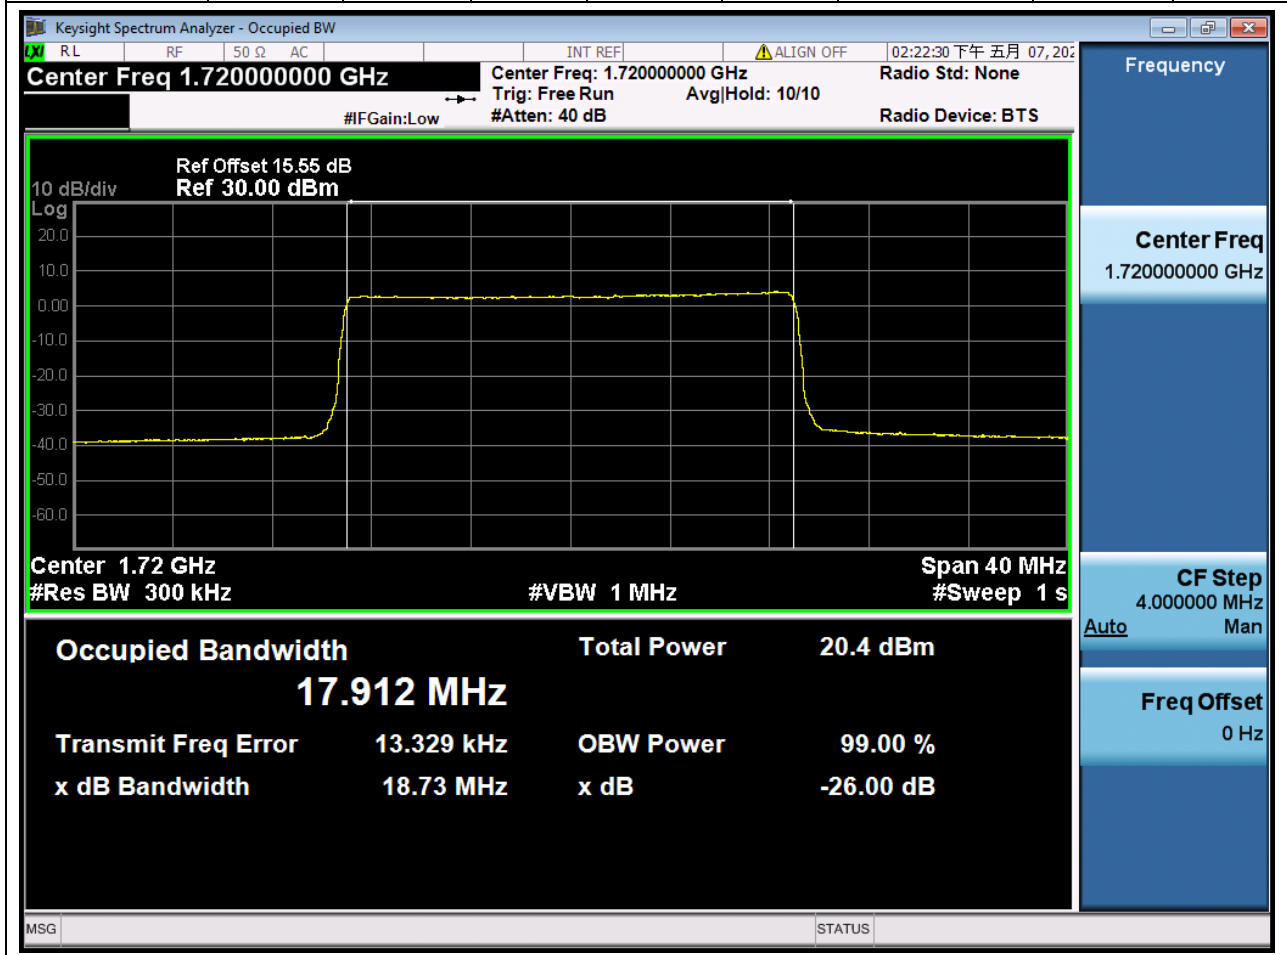 Keysight Spectrum Analyzer - Occupied BW
LXI RL RF 50 Ω AC INT REF ALIGN OFF 02:22:30 下午 五月 07, 202
Center Freq 1.720000000 GHz
Center Freq: 1.720000000 GHz
Radio Std: None
Trig: Free Run Avg|Hold: 10/10
#IFGain:Low
#Atten: 40 dB
Radio Device: BTS
Ref Offset 15.55 dB
10 dB/div Ref 30.00 dBm
Log
20.0
10.0
0.00
-10.0
-20.0
-30.0
-40.0
-50.0
-60.0
Center 1.72 GHz Span 40 MHz
#Res BW 300 kHz #VBW 1 MHz #Sweep 1 s
Occupied Bandwidth Total Power 20.4 dBm
17.912 MHz
Transmit Freq Error 13.329 kHz OBW Power 99.00 %
x dB Bandwidth 18.73 MHz x dB -26.00 dB
MSG STATUS
Frequency
Center Freq
1.720000000 GHz
CF Step
4.000000 MHz
Auto Man
Freq Offset
0 Hz